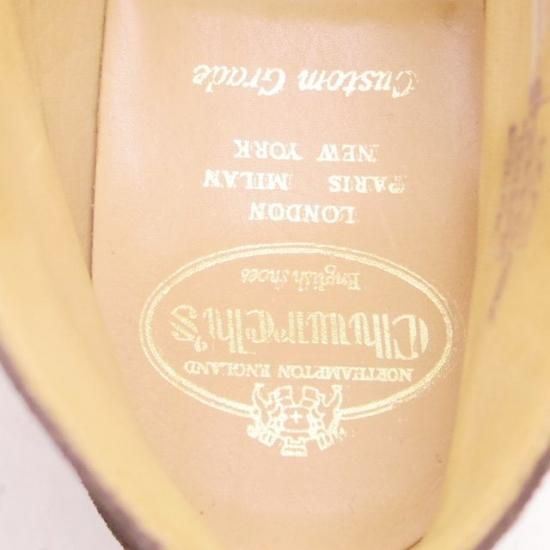 NORTHAMPTON ENGLAND
Church's
English shoes
LONDON
PARIS MILAN
NEW YORK
Custom Grade